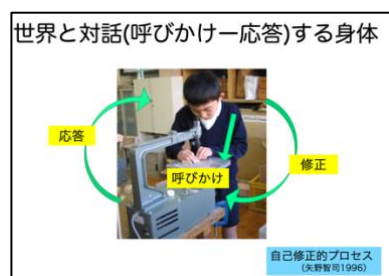 世界と対話(呼びかけー応答)する身体
応答
呼びかけ
修正
自己修正的プロセス
(矢野智司1996)